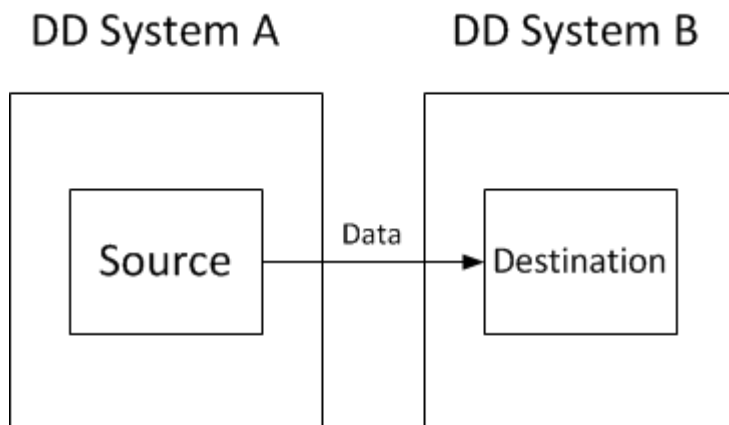 DD System A
DD System B
Source
Data
Destination